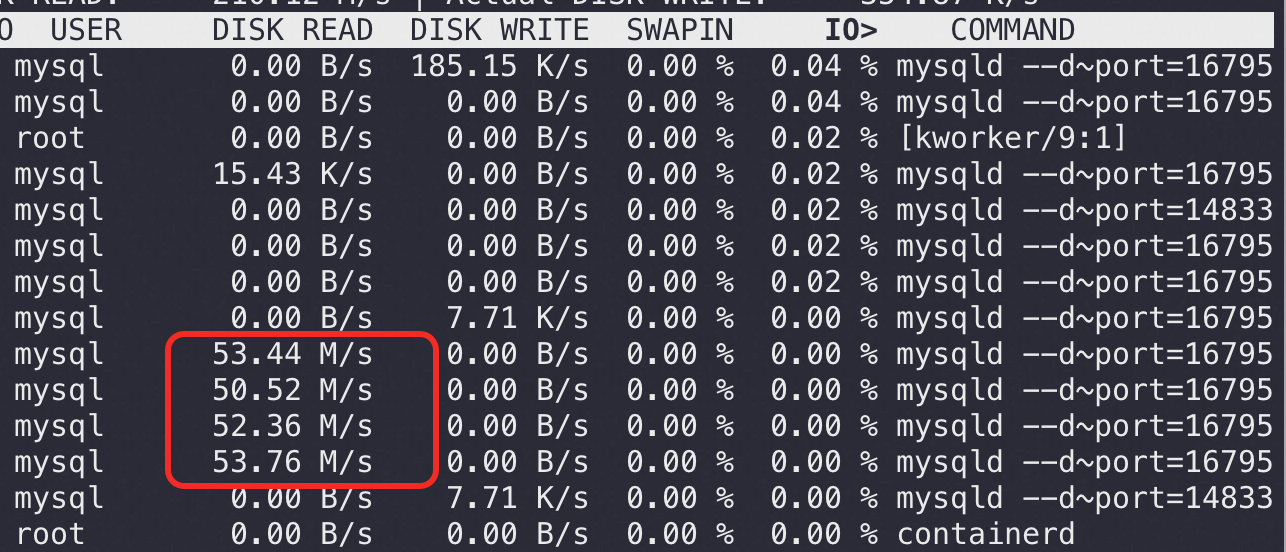 K READ: 210.12 M/s | Actual DISK WRITE: 354.87 K/s
O USER DISK READ DISK WRITE SWAPIN IO> COMMAND
mysql 0.00 B/s 185.15 K/s 0.00 % 0.04 % mysqld --d~port=16795
mysql 0.00 B/s 0.00 B/s 0.00 % 0.04 % mysqld --d~port=16795
root 0.00 B/s 0.00 B/s 0.00 % 0.02 % [kworker/9:1]
mysql 15.43 K/s 0.00 B/s 0.00 % 0.02 % mysqld --d~port=16795
mysql 0.00 B/s 0.00 B/s 0.00 % 0.02 % mysqld --d~port=14833
mysql 0.00 B/s 0.00 B/s 0.00 % 0.02 % mysqld --d~port=16795
mysql 0.00 B/s 0.00 B/s 0.00 % 0.02 % mysqld --d~port=16795
mysql 0.00 B/s 7.71 K/s 0.00 % 0.00 % mysqld --d~port=16795
mysql 53.44 M/s 0.00 B/s 0.00 % 0.00 % mysqld --d~port=16795
mysql 50.52 M/s 0.00 B/s 0.00 % 0.00 % mysqld --d~port=16795
mysql 52.36 M/s 0.00 B/s 0.00 % 0.00 % mysqld --d~port=16795
mysql 53.76 M/s 0.00 B/s 0.00 % 0.00 % mysqld --d~port=16795
mysql 0.00 B/s 7.71 K/s 0.00 % 0.00 % mysqld --d~port=14833
root 0.00 B/s 0.00 B/s 0.00 % 0.00 % containerd